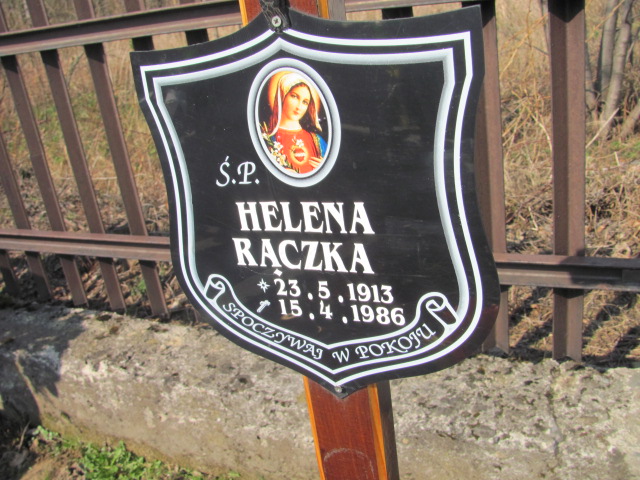 Ś.P.
HELENA
RĄCZKA
* 23.5.1913
† 15.4.1986
SPOCZYWAJ W POKOJU